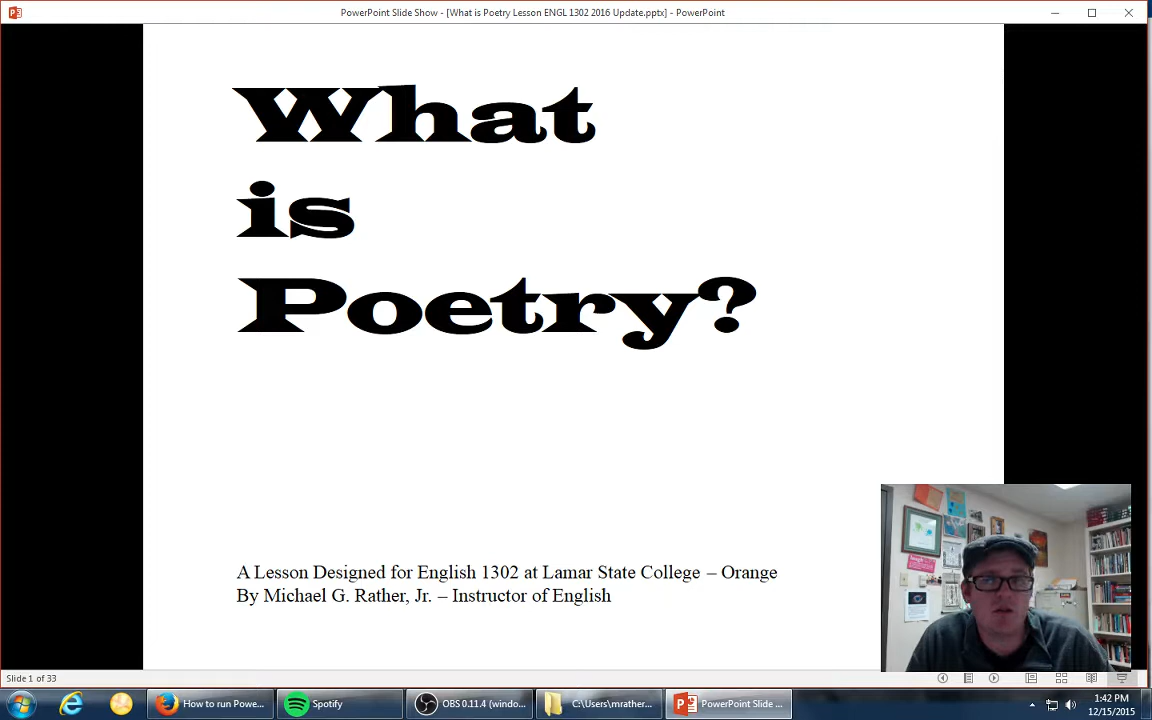 PowerPoint Slide Show - [What is Poetry Lesson ENGL 1302 2016 Update.pptx] - PowerPoint
What
is
Poetry?
A Lesson Designed for English 1302 at Lamar State College – Orange
By Michael G. Rather, Jr. – Instructor of English
Slide 1 of 33
How to run Powe...
Spotify
OBS 0.11.4 (windo...
C:\Users\mrather...
PowerPoint Slide ...
1:42 PM
12/15/2015